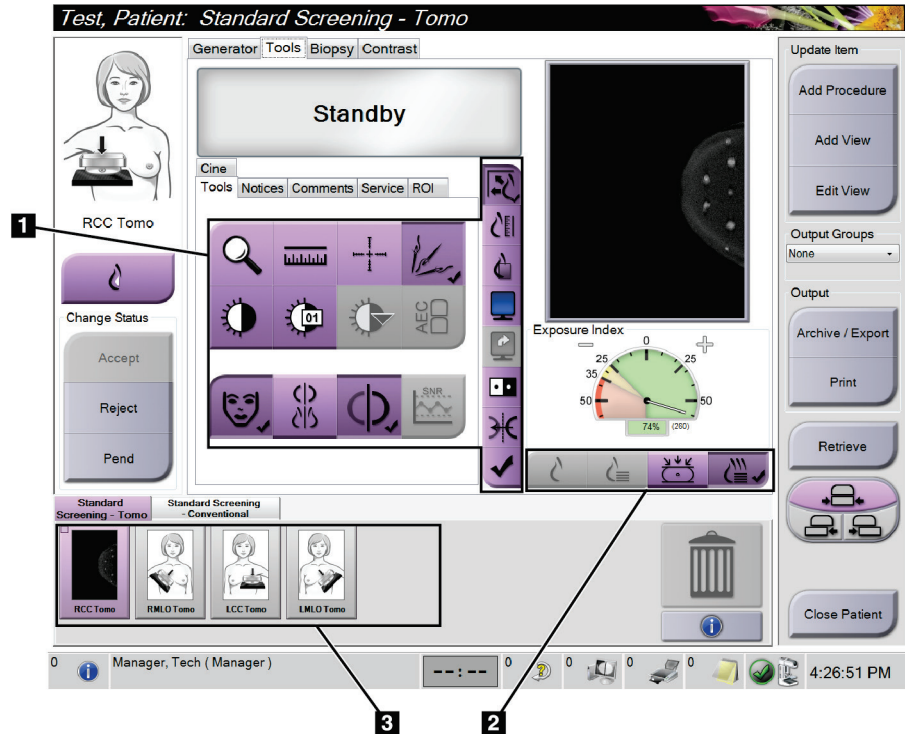 Test, Patient: Standard Screening - Tomo
Generator Tools Biopsy Contrast
Standby
Cine
Tools Notices Comments Service ROI
RCC Tomo
Change Status
Accept
Reject
Pend
01
AEC
SNR
Exposure Index
0
25 25
35
50 50
74% (260)
Update Item
Add Procedure
Add View
Edit View
Output Groups
None
Output
Archive / Export
Print
Retrieve
Close Patient
Standard
Screening - Tomo
Standard Screening
- Conventional
RCC Tomo RMLO Tomo LCC Tomo LMLO Tomo
0 Manager, Tech ( Manager ) --:-- 0 0 0 0 4:26:51 PM
1
2
3